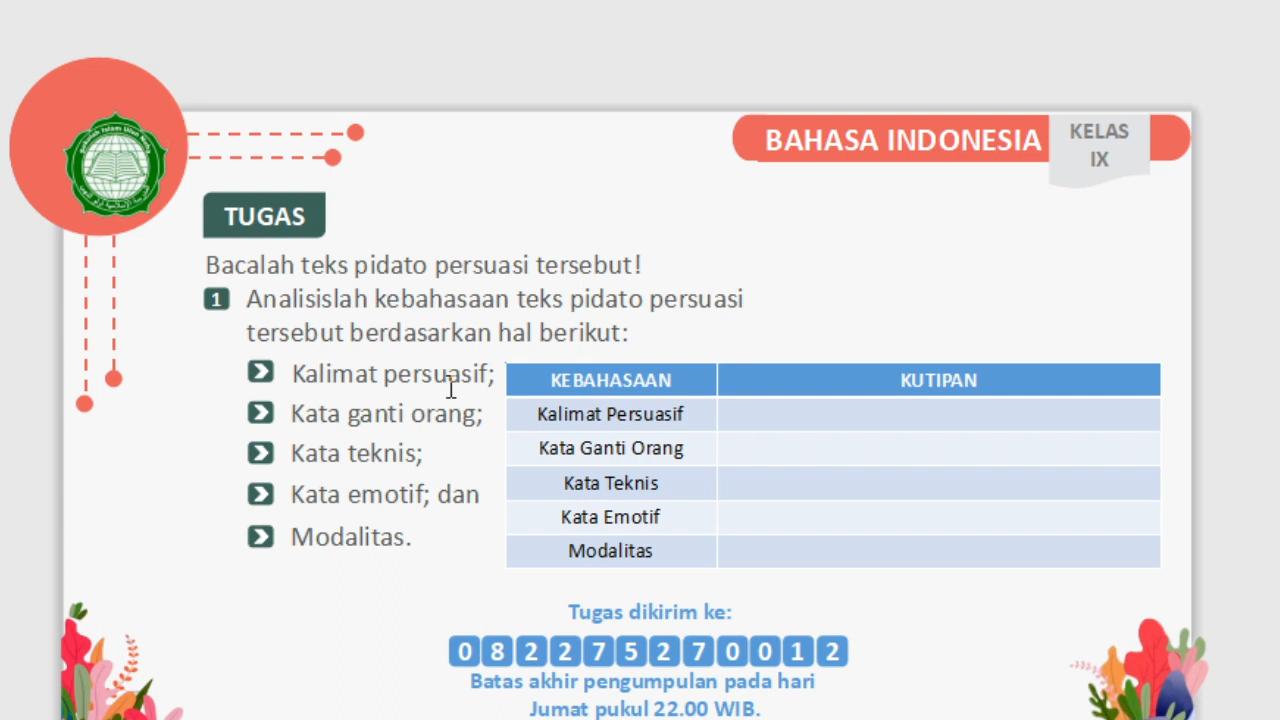 BAHASA INDONESIA
KELAS
IX
TUGAS
Bacalah teks pidato persuasi tersebut!
1 Analisislah kebahasaan teks pidato persuasi
tersebut berdasarkan hal berikut:
Kalimat persuasif;
Kata ganti orang;
Kata teknis;
Kata emotif; dan
Modalitas.
KEBAHASAAN KUTIPAN
Kalimat Persuasif
Kata Ganti Orang
Kata Teknis
Kata Emotif
Modalitas
Tugas dikirim ke:
082275270012
Batas akhir pengumpulan pada hari
Jumat pukul 22.00 WIB.